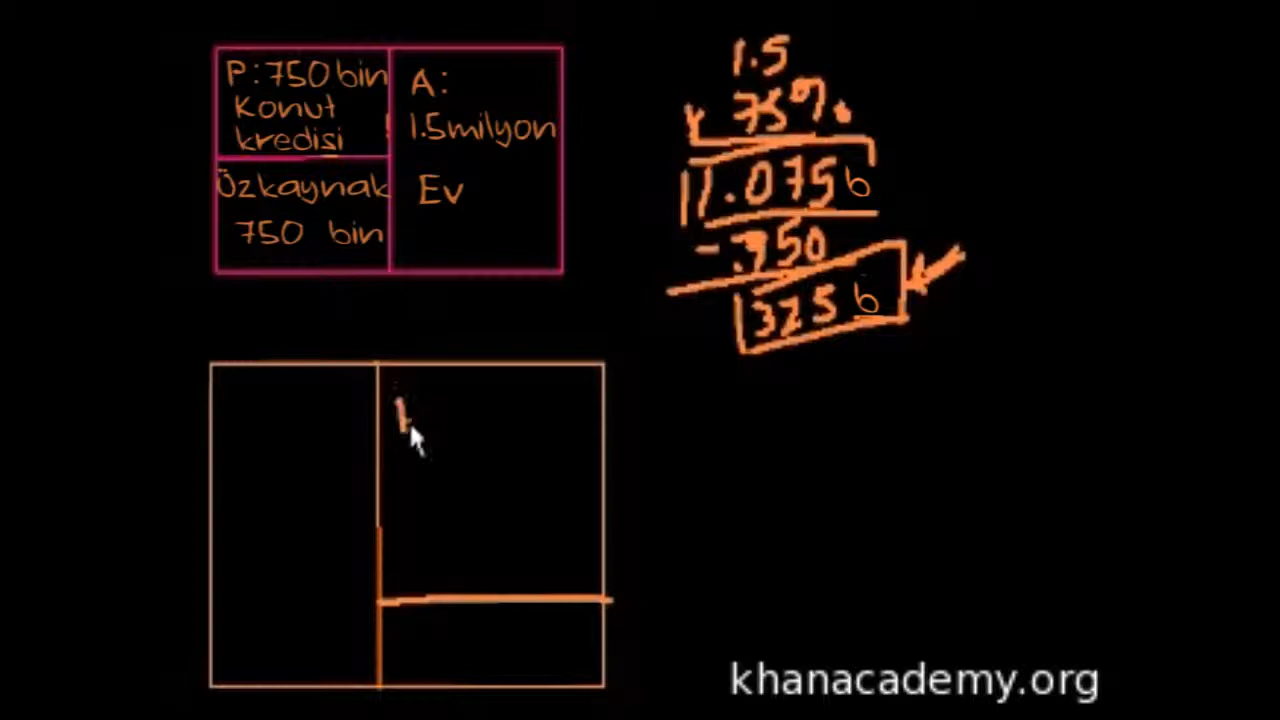 P: 750 bin
Konut
kredisi
Özkaynak
750 bin
A:
1.5 milyon
Ev
1.5
x 75%
1.075 b
- .750
325 b
khanacademy.org